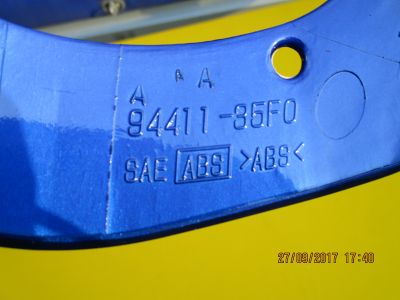 A A A
94411-85F0
SAE ABS >ABS<
27/09/2017 17:40